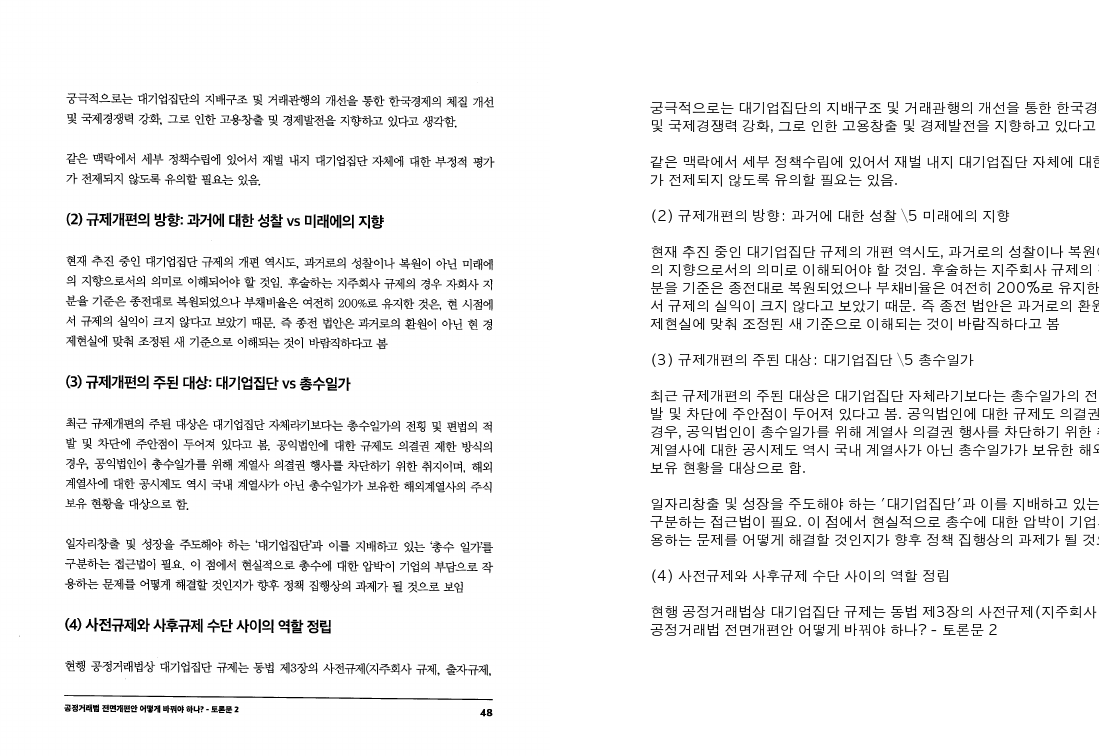 궁극적으로는 대기업집단의 지배구조 및 거래관행의 개선을 통한 한국경제의 체질 개선
및 국제경쟁력 강화, 그로 인한 고용창출 및 경제발전을 지향하고 있다고 생각함.
같은 맥락에서 세부 정책수립에 있어서 재벌 내지 대기업집단 자체에 대한 부정적 평가
가 전제되지 않도록 유의할 필요는 있음.
(2) 규제개편의 방향: 과거에 대한 성찰 vs 미래에의 지향
현재 추진 중인 대기업집단 규제의 개편 역시도, 과거로의 성찰이나 복원이 아닌 미래에
의 지향으로서의 의미로 이해되어야 할 것임. 후술하는 지주회사 규제의 경우 자회사 지
분율 기준은 종전대로 복원되었으나 부채비율은 여전히 200%로 유지한 것은, 현 시점에
서 규제의 실익이 크지 않다고 보았기 때문. 즉 종전 법안은 과거로의 환원이 아닌 현 경
제현실에 맞춰 조정된 새 기준으로 이해되는 것이 바람직하다고 봄
(3) 규제개편의 주된 대상: 대기업집단 vs 총수일가
최근 규제개편의 주된 대상은 대기업집단 자체라기보다는 총수일가의 전횡 및 편법의 적
발 및 차단에 주안점이 두어져 있다고 봄. 공익법인에 대한 규제도 의결권 제한 방식의
경우, 공익법인이 총수일가를 위해 계열사 의결권 행사를 차단하기 위한 취지이며, 해외
계열사에 대한 공시제도 역시 국내 계열사가 아닌 총수일가가 보유한 해외계열사의 주식
보유 현황을 대상으로 함.
일자리창출 및 성장을 주도해야 하는 '대기업집단'과 이를 지배하고 있는 '총수 일가'를
구분하는 접근법이 필요. 이 점에서 현실적으로 총수에 대한 압박이 기업의 부담으로 작
용하는 문제를 어떻게 해결할 것인지가 향후 정책 집행상의 과제가 될 것으로 보임
(4) 사전규제와 사후규제 수단 사이의 역할 정립
현행 공정거래법상 대기업집단 규제는 동법 제3장의 사전규제(지주회사 규제, 출자규제,
공정거래법 전면개편안 어떻게 바꿔야 하나? - 토론문 2
48
궁극적으로는 대기업집단의 지배구조 및 거래관행의 개선을 통한 한국경
및 국제경쟁력 강화, 그로 인한 고용창출 및 경제발전을 지향하고 있다고
같은 맥락에서 세부 정책수립에 있어서 재벌 내지 대기업집단 자체에 대한
가 전제되지 않도록 유의할 필요는 있음.
(2) 규제개편의 방향: 과거에 대한 성찰 \5 미래에의 지향
현재 추진 중인 대기업집단 규제의 개편 역시도, 과거로의 성찰이나 복원이
의 지향으로서의 의미로 이해되어야 할 것임. 후술하는 지주회사 규제의
분을 기준은 종전대로 복원되었으나 부채비율은 여전히 200%로 유지한
서 규제의 실익이 크지 않다고 보았기 때문. 즉 종전 법안은 과거로의 환원
제현실에 맞춰 조정된 새 기준으로 이해되는 것이 바람직하다고 봄
(3) 규제개편의 주된 대상: 대기업집단 \5 총수일가
최근 규제개편의 주된 대상은 대기업집단 자체라기보다는 총수일가의 전
발 및 차단에 주안점이 두어져 있다고 봄. 공익법인에 대한 규제도 의결권
경우, 공익법인이 총수일가를 위해 계열사 의결권 행사를 차단하기 위한
계열사에 대한 공시제도 역시 국내 계열사가 아닌 총수일가가 보유한 해외
보유 현황을 대상으로 함.
일자리창출 및 성장을 주도해야 하는 '대기업집단'과 이를 지배하고 있는
구분하는 접근법이 필요. 이 점에서 현실적으로 총수에 대한 압박이 기업
용하는 문제를 어떻게 해결할 것인지가 향후 정책 집행상의 과제가 될 것
(4) 사전규제와 사후규제 수단 사이의 역할 정립
현행 공정거래법상 대기업집단 규제는 동법 제3장의 사전규제(지주회사
공정거래법 전면개편안 어떻게 바꿔야 하나? - 토론문 2